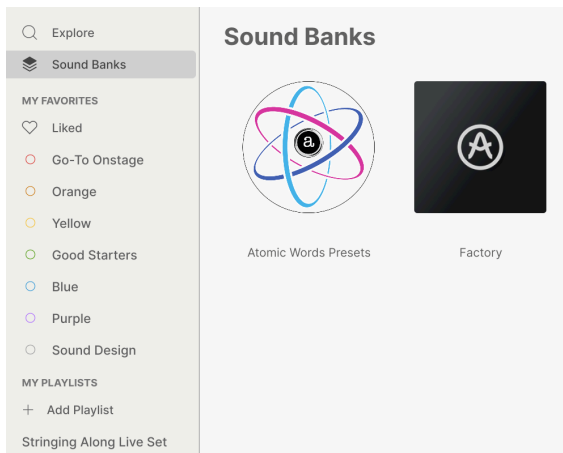 Explore
Sound Banks
MY FAVORITES
Liked
Go-To Onstage
Orange
Yellow
Good Starters
Blue
Purple
Sound Design
MY PLAYLISTS
+ Add Playlist
Stringing Along Live Set
Sound Banks
a
Atomic Words Presets
A
Factory